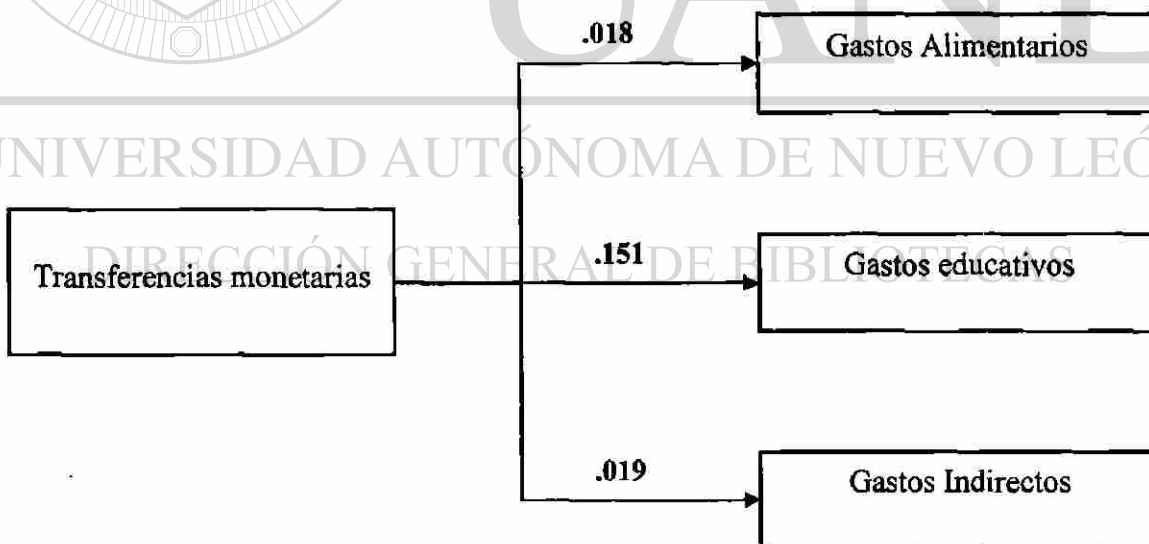 .018
Gastos Alimentarios
UNIVERSIDAD AUTÓNOMA DE NUEVO LEÓ
Transferencias monetarias
DIRECCIÓN GENERAL DE BIBLIOTECAS
.151
Gastos educativos
.019
Gastos Indirectos